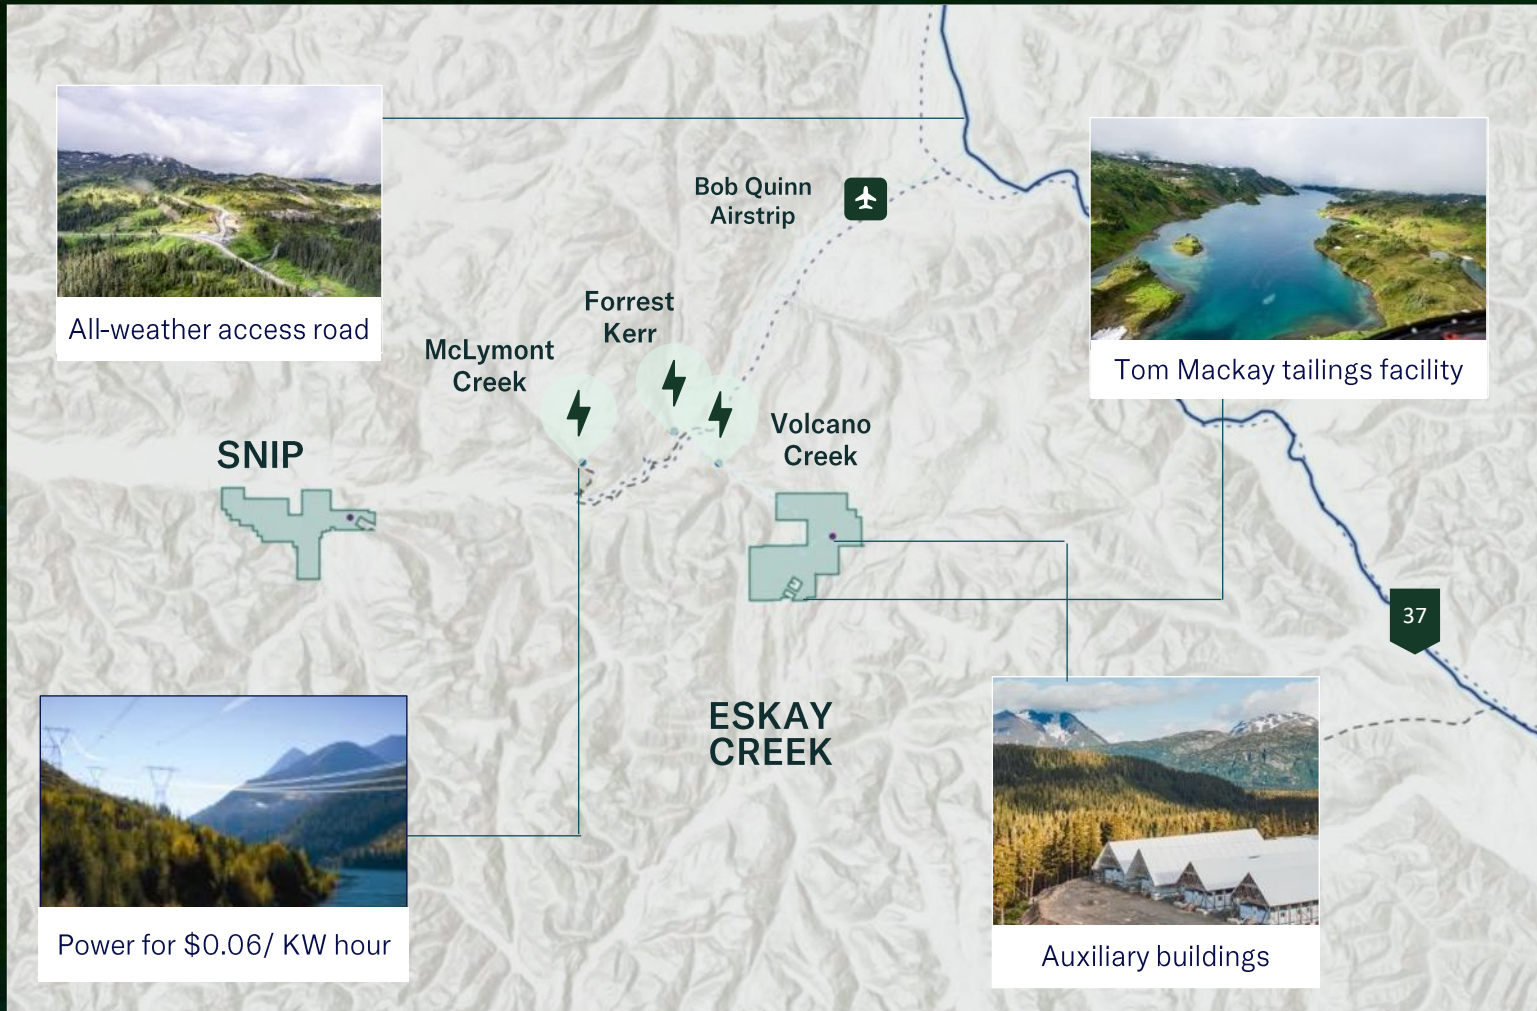 Bob Quinn
Airstrip
All-weather access road
Forrest
Kerr
McLymont
Creek
Tom Mackay tailings facility
Volcano
Creek
SNIP
37
ESKAY
CREEK
Power for $0.06/ KW hour
Auxiliary buildings